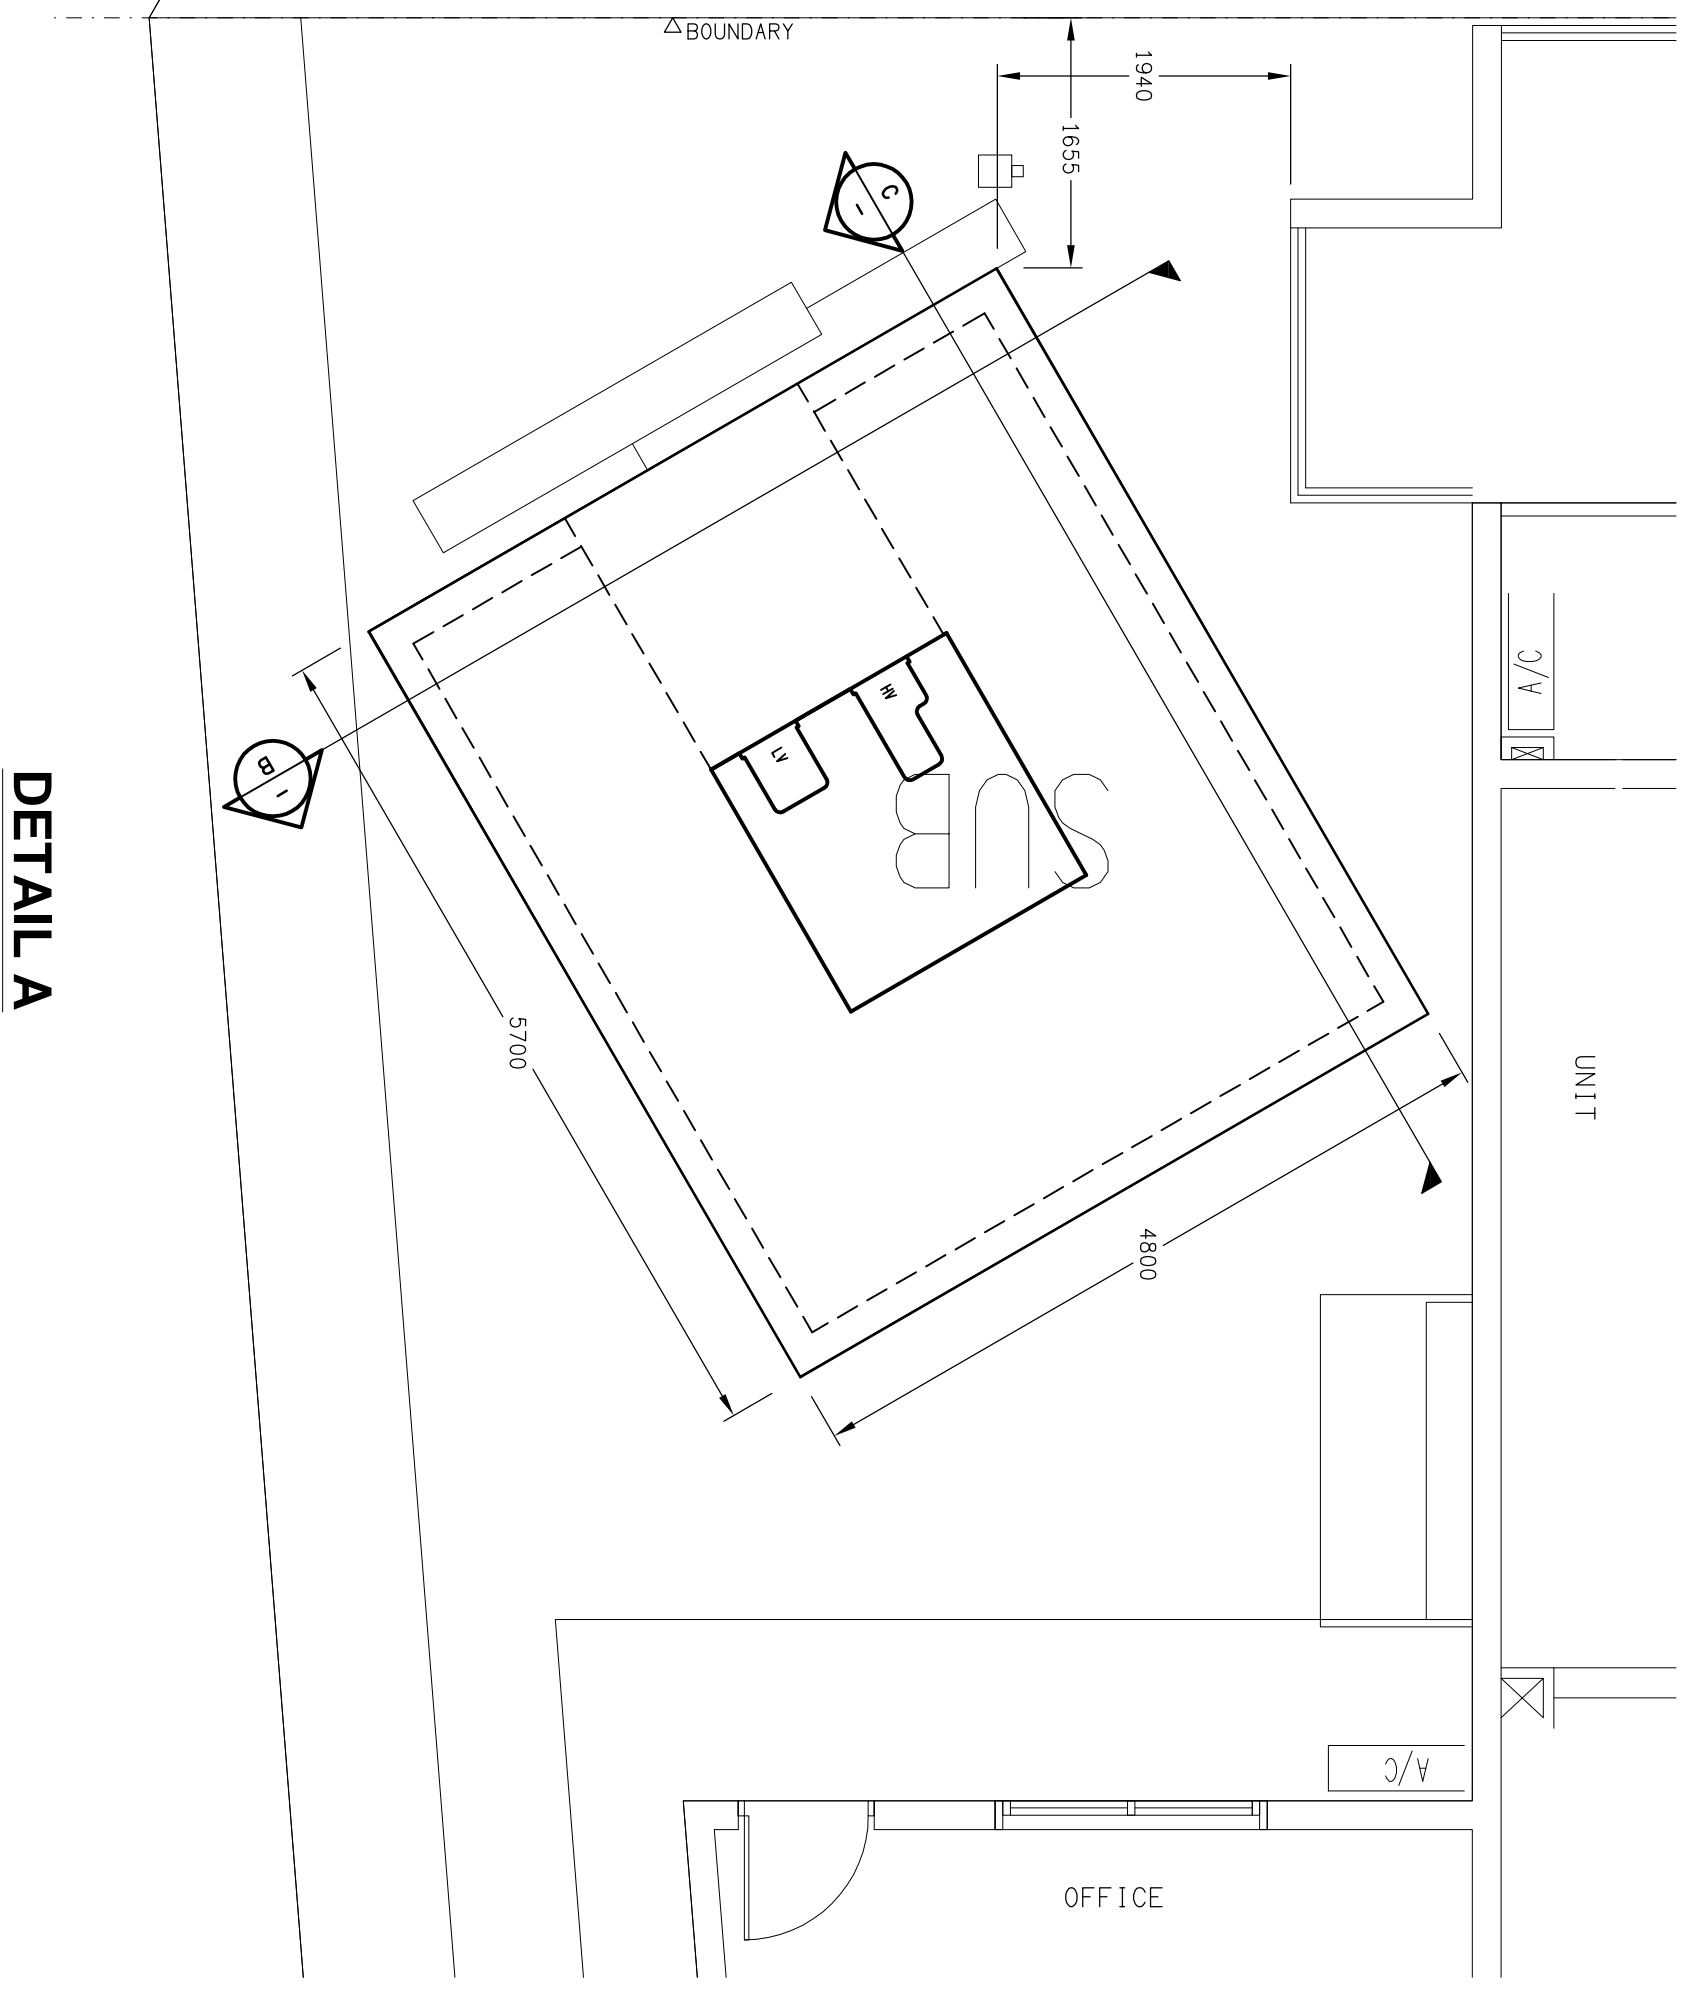 BOUNDARY
1940
1655
C
-
A/C
HV
LV
SUB
B
-
DETAIL A
5700
UNIT
4800
A/C
OFFICE